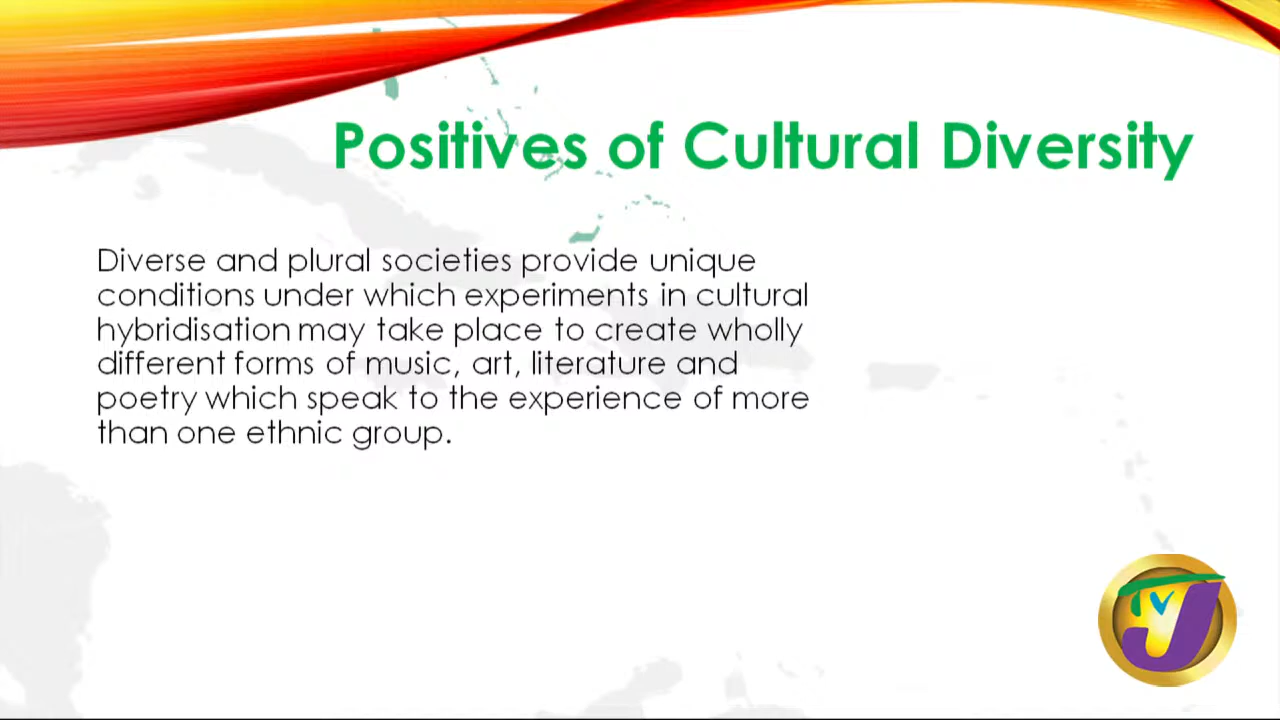 Positives of Cultural Diversity
Diverse and plural societies provide unique
conditions under which experiments in cultural
hybridisation may take place to create wholly
different forms of music, art, literature and
poetry which speak to the experience of more
than one ethnic group.
TVJ